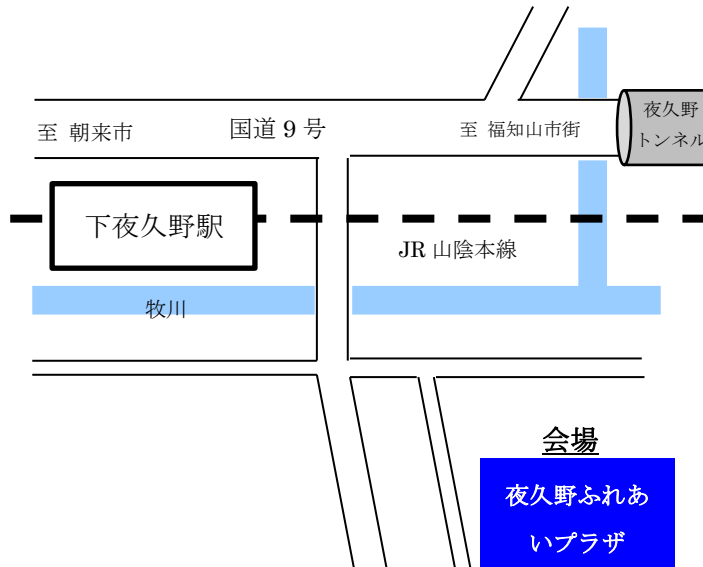 夜久野
トンネル
国道 9 号
至 朝来市
至 福知山市街
下夜久野駅
JR 山陰本線
牧川
会場
夜久野ふれあ
いプラザ